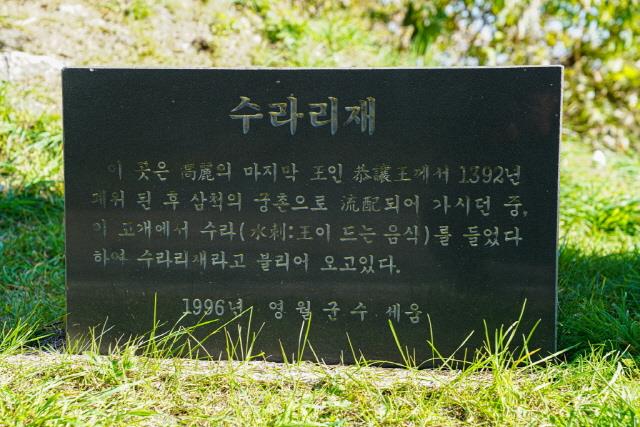 수라리재
이 곳은 高麗의 마지막 王인 恭讓王께서 1392년
폐위 된 후 삼척의 궁촌으로 流配되어 가시던 중,
이 고개에서 수라(水剌:王이 드는 음식)를 들었다
하여 수라리재라고 불리어 오고있다.
1996년 영월군수 세움